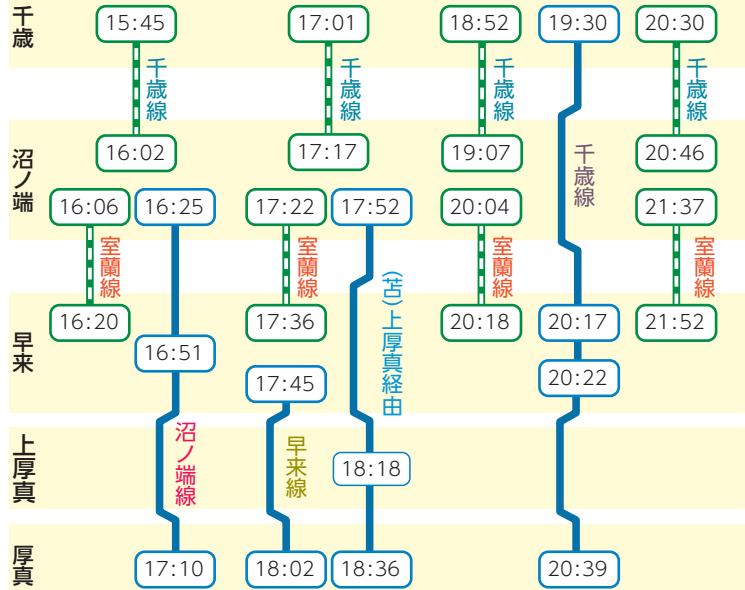 千歳
15:45
17:01
18:52
19:30
20:30
千歳線
千歳線
千歳線
千歳線
千歳線
沼ノ端
16:02
17:17
19:07
20:46
16:06
16:25
17:22
17:52
20:04
21:37
室蘭線
室蘭線
(苫)上厚真経由
室蘭線
室蘭線
早来
16:20
17:36
20:18
20:17
21:52
16:51
20:22
17:45
上厚真
沼ノ端線
早来線
18:18
厚真
17:10
18:02
18:36
20:39